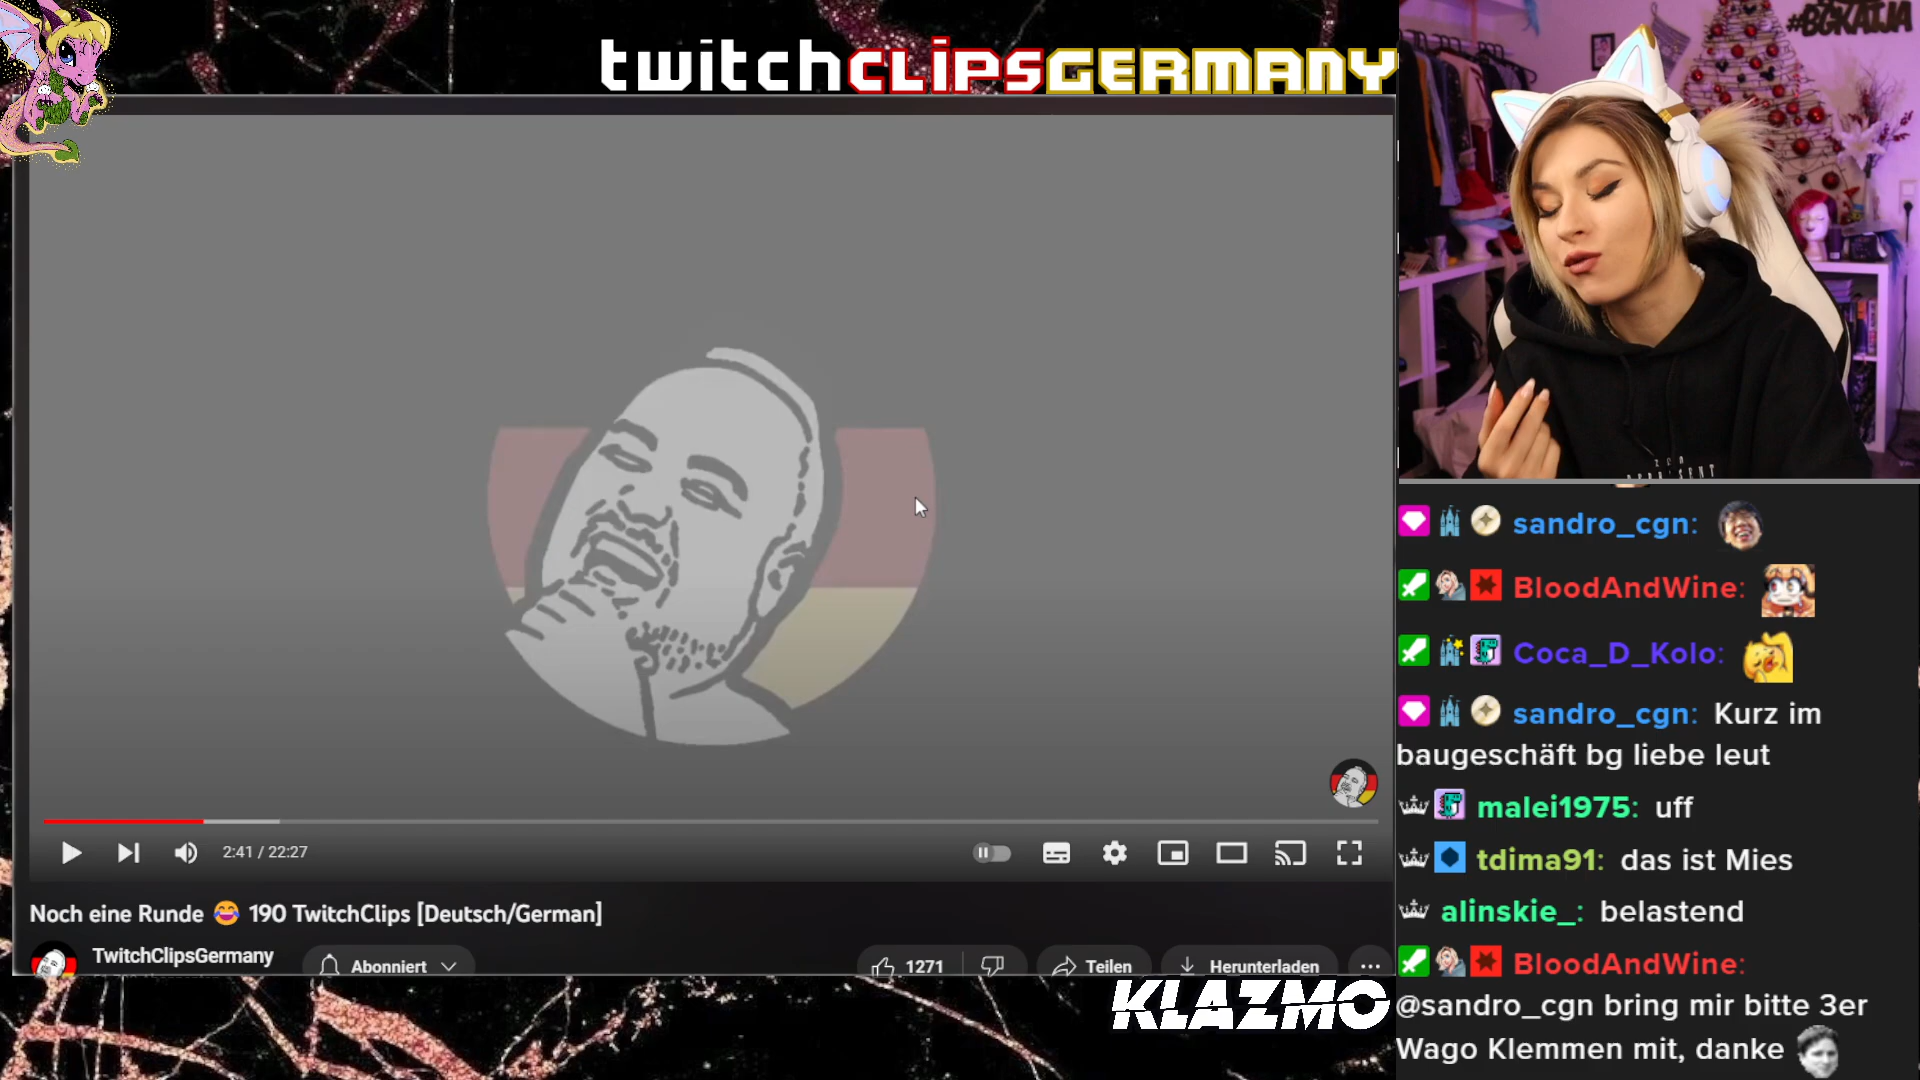 twitchCLiPSGERMANY
#BGKAIJA
2:41 / 22:27
Noch eine Runde 😂 190 TwitchClips [Deutsch/German]
TwitchClipsGermany
Abonniert
1271
Teilen
Herunterladen
KLAZMO
sandro_cgn:
BloodAndWine:
Coca_D_Kolo:
sandro_cgn: Kurz im
baugeschäft bg liebe leut
malei1975: uff
tdima91: das ist Mies
alinskie_: belastend
BloodAndWine:
@sandro_cgn bring mir bitte 3er
Wago Klemmen mit, danke